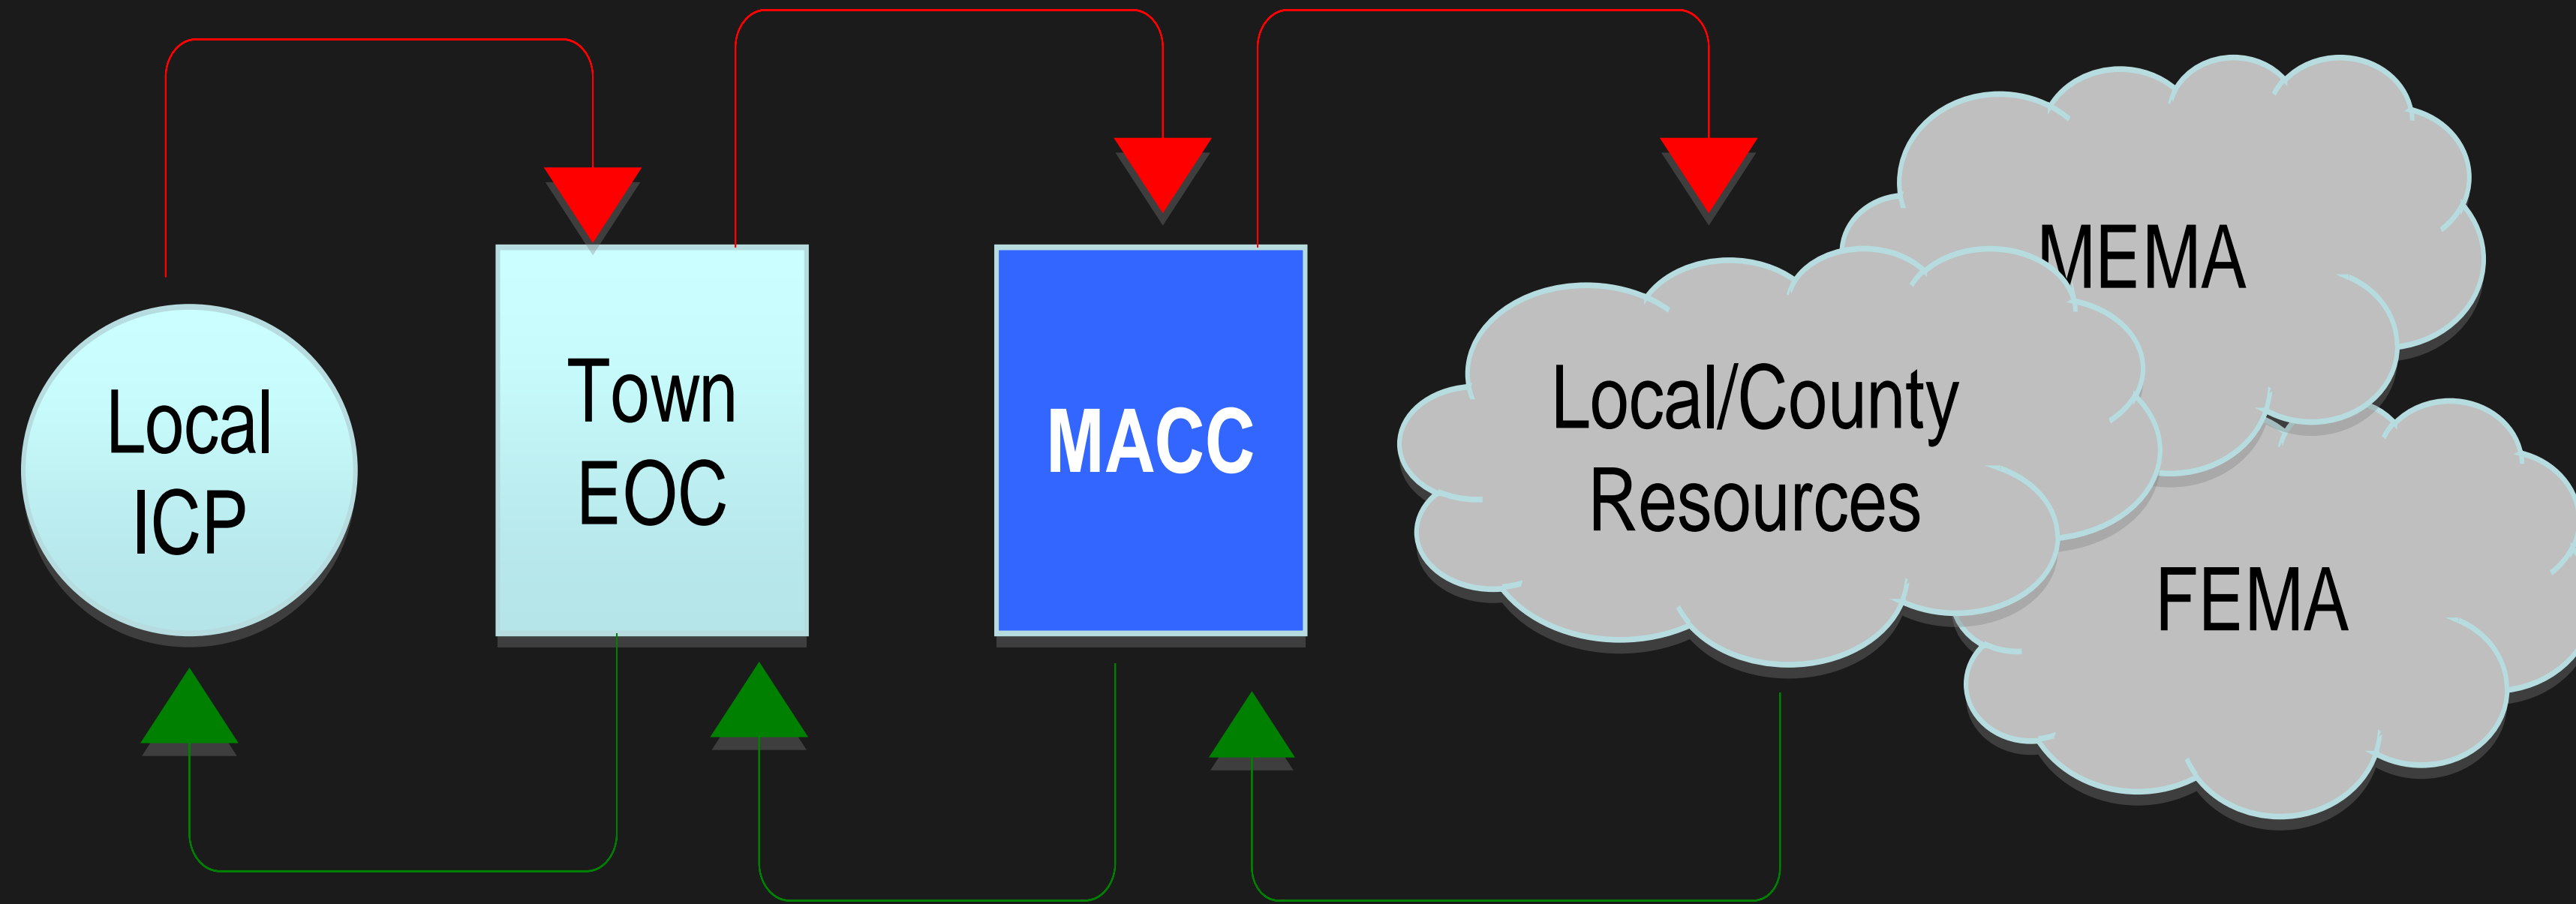 Local
ICP
Town
EOC
MACC
Local/County
Resources
MEMA
FEMA